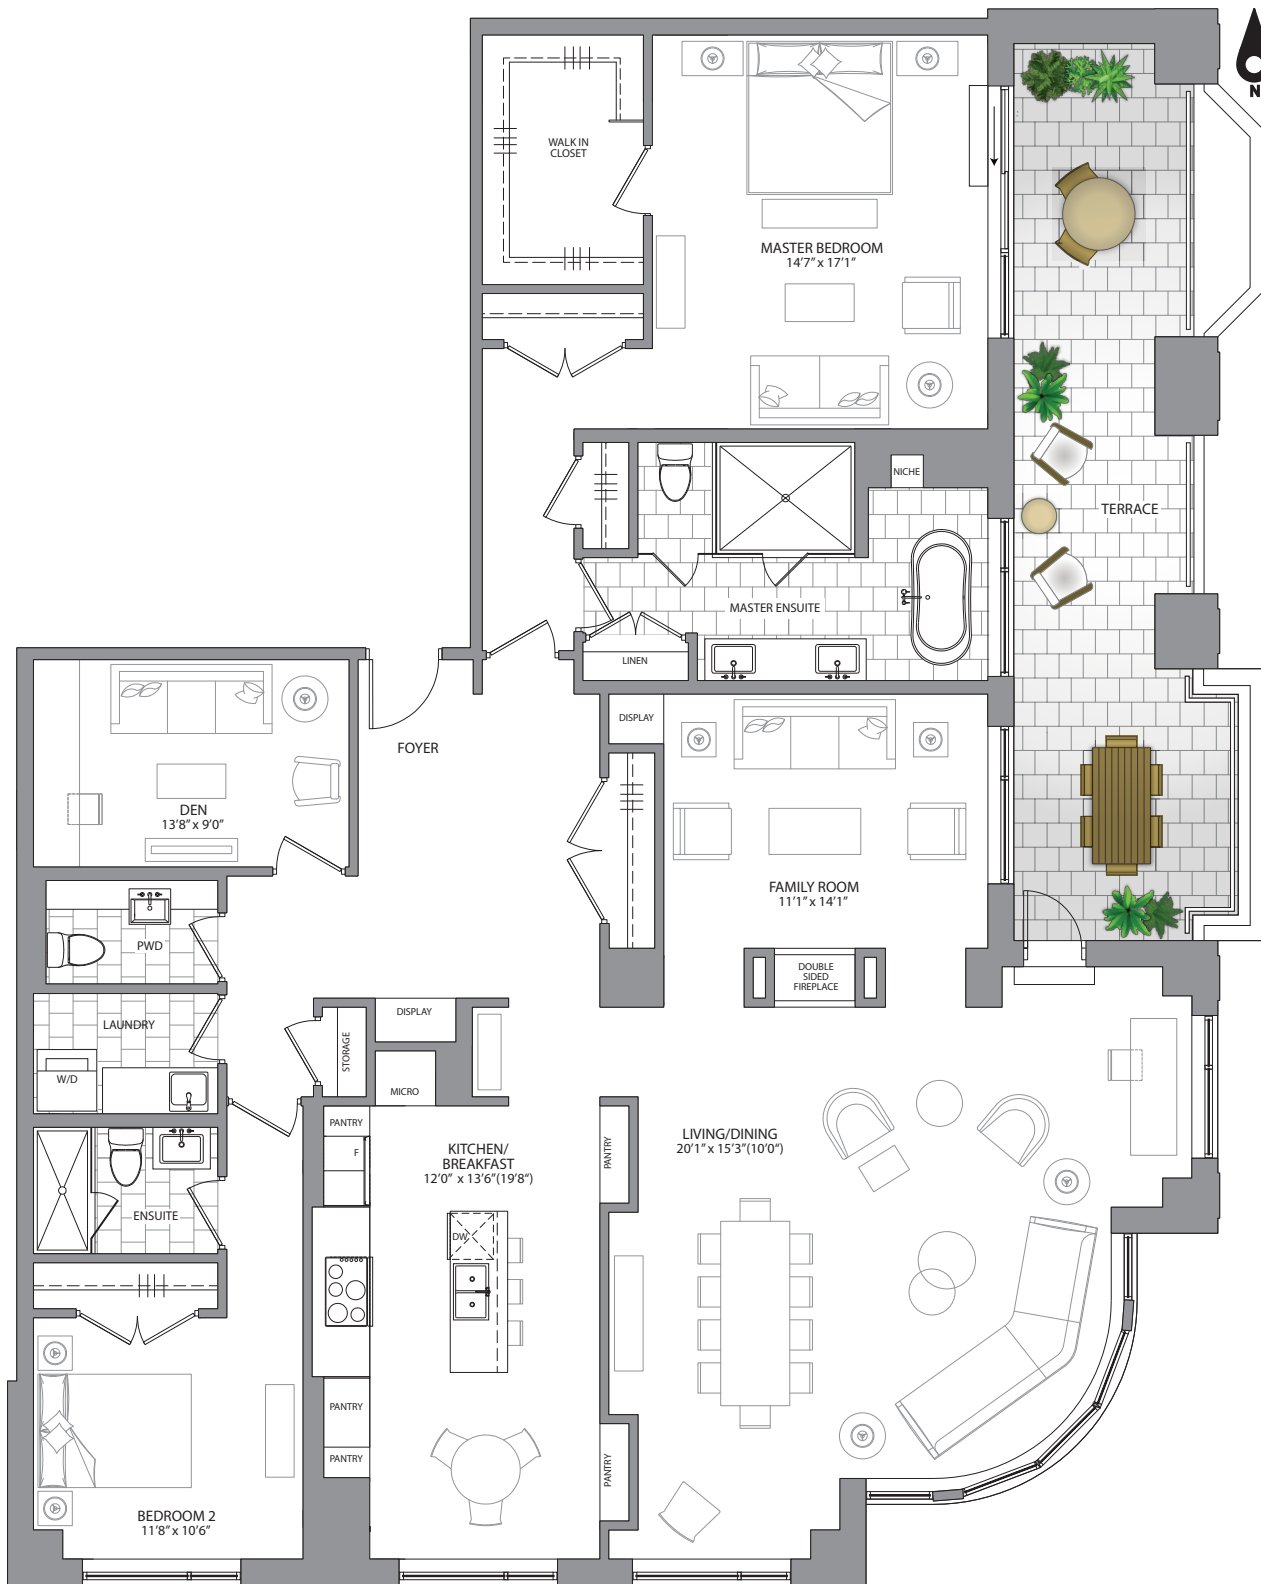 N
WALK IN
CLOSET
MASTER BEDROOM
14'7" x 17'1"
NICHE
TERRACE
MASTER ENSUITE
LINEN
DISPLAY
FOYER
DEN
13'8" x 9'0"
FAMILY ROOM
11'1" x 14'1"
PWD
DOUBLE
SIDED
FIREPLACE
LAUNDRY
DISPLAY
STORAGE
W/D
MICRO
PANTRY
F
KITCHEN/
BREAKFAST
12'0" x 13'6"(19'8")
PANTRY
LIVING/DINING
20'1" x 15'3"(10'0")
ENSUITE
DW
PANTRY
PANTRY
PANTRY
BEDROOM 2
11'8" x 10'6"